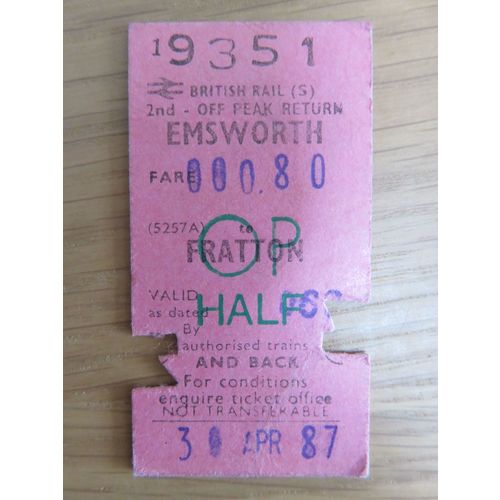 19351
BRITISH RAIL (S)
2nd - OFF PEAK RETURN
EMSWORTH
FARE 000.80
(5257A) to
OP
FRATTON
VALID
HALF
as dated
By
authorised trains
AND BACK
For conditions
enquire ticket office
NOT TRANSFERABLE
APR 87